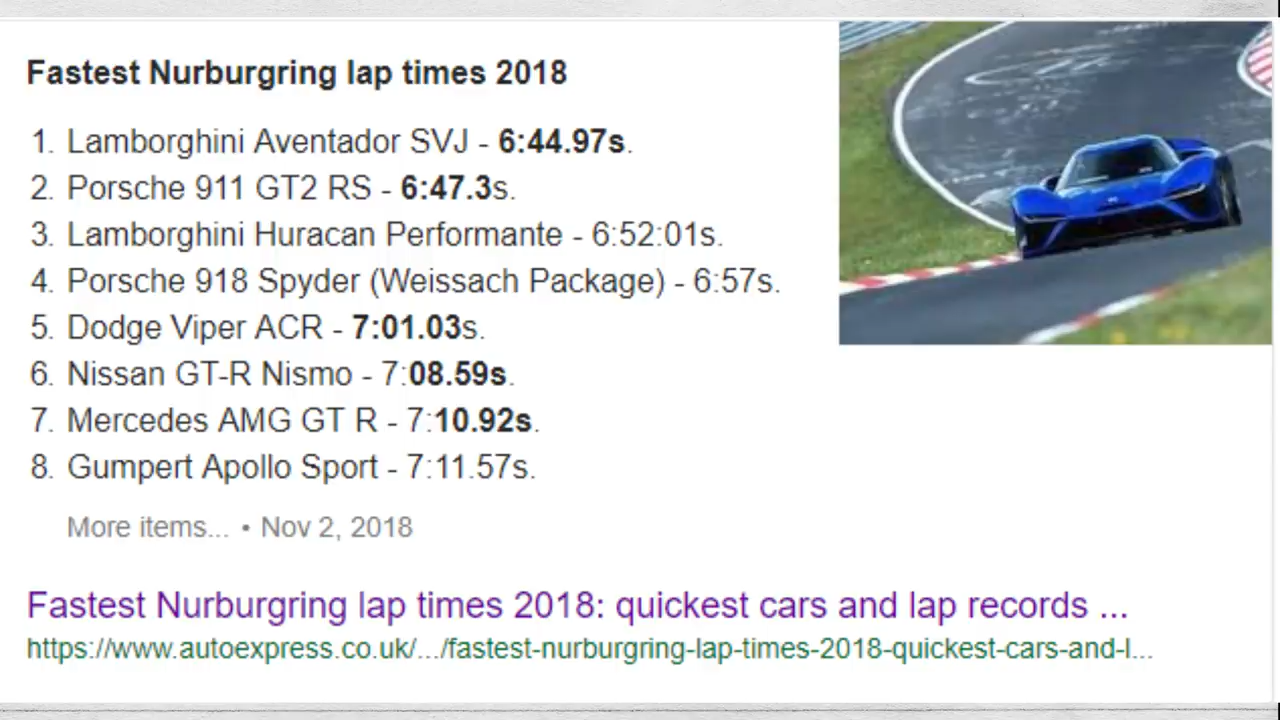 Fastest Nurburgring lap times 2018
1. Lamborghini Aventador SVJ - 6:44.97s.
2. Porsche 911 GT2 RS - 6:47.3s.
3. Lamborghini Huracan Performante - 6:52:01s.
4. Porsche 918 Spyder (Weissach Package) - 6:57s.
5. Dodge Viper ACR - 7:01.03s.
6. Nissan GT-R Nismo - 7:08.59s.
7. Mercedes AMG GT R - 7:10.92s.
8. Gumpert Apollo Sport - 7:11.57s.
More items... • Nov 2, 2018
Fastest Nurburgring lap times 2018: quickest cars and lap records ...
https://www.autoexpress.co.uk/.../fastest-nurburgring-lap-times-2018-quickest-cars-and-l...